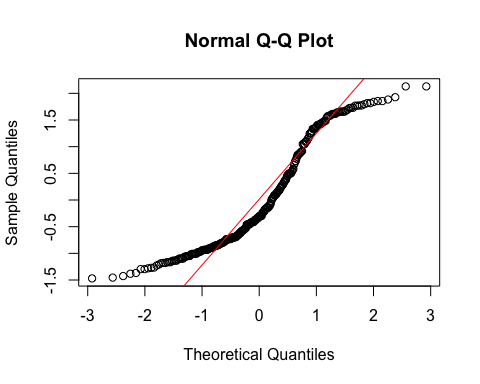 Normal Q-Q Plot
Sample Quantiles
1.5
0.5
-0.5
-1.5
-3 -2 -1 0 1 2 3
Theoretical Quantiles